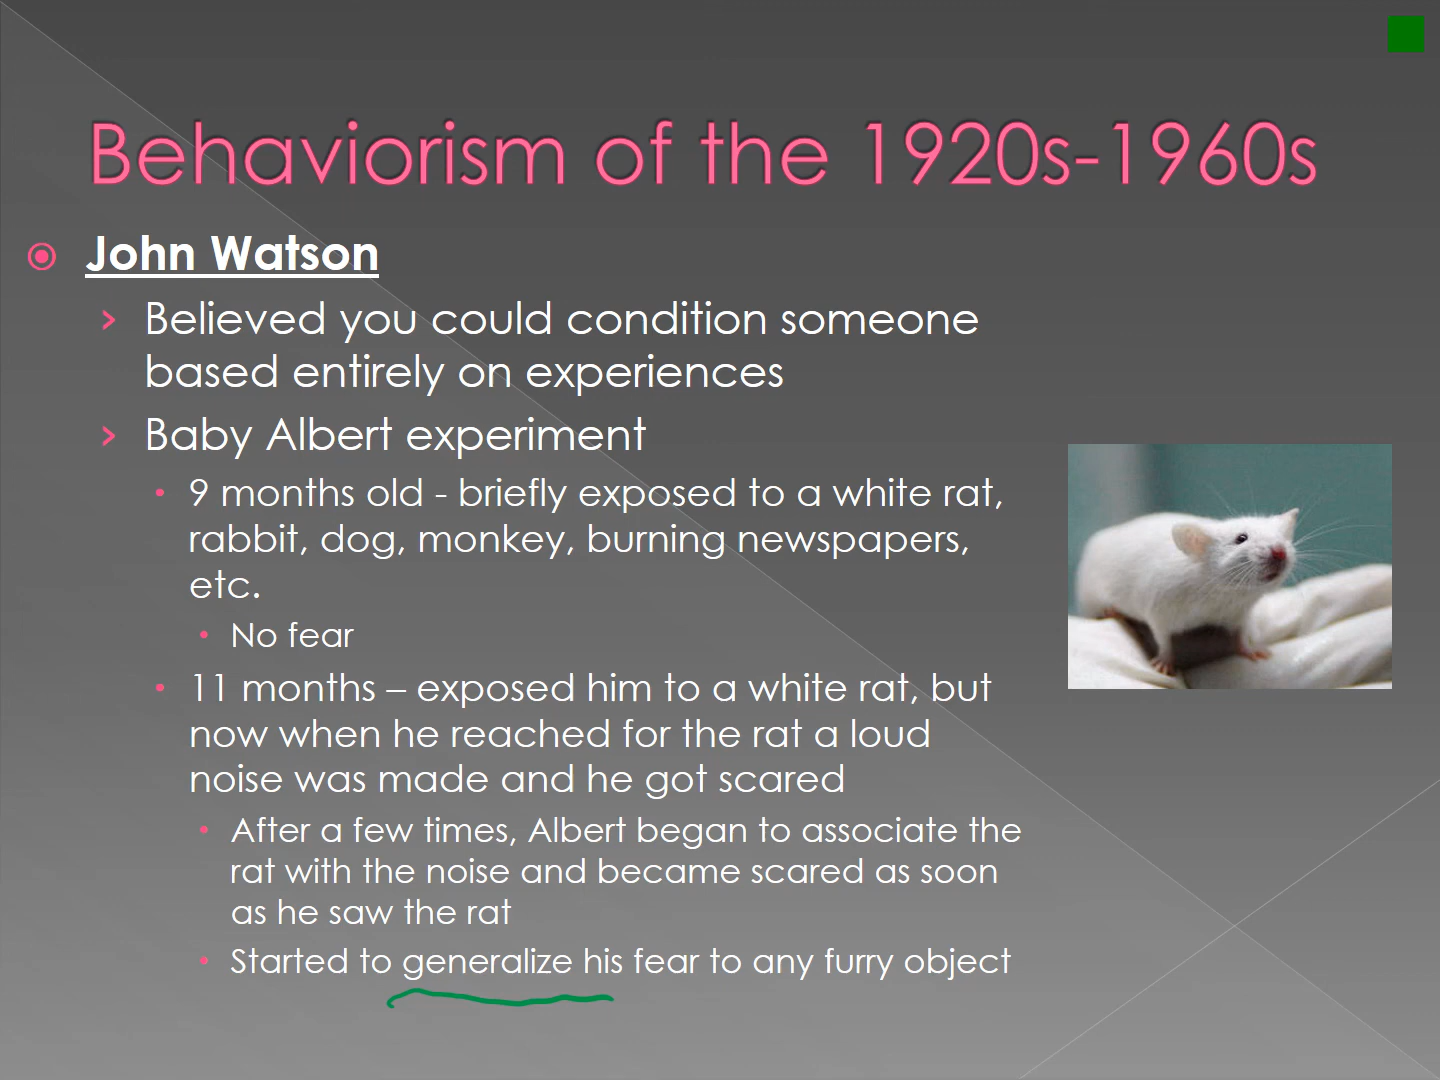 Behaviorism of the 1920s-1960s
John Watson
Believed you could condition someone
based entirely on experiences
Baby Albert experiment
9 months old - briefly exposed to a white rat,
rabbit, dog, monkey, burning newspapers,
etc.
No fear
11 months – exposed him to a white rat, but
now when he reached for the rat a loud
noise was made and he got scared
After a few times, Albert began to associate the
rat with the noise and became scared as soon
as he saw the rat
Started to generalize his fear to any furry object